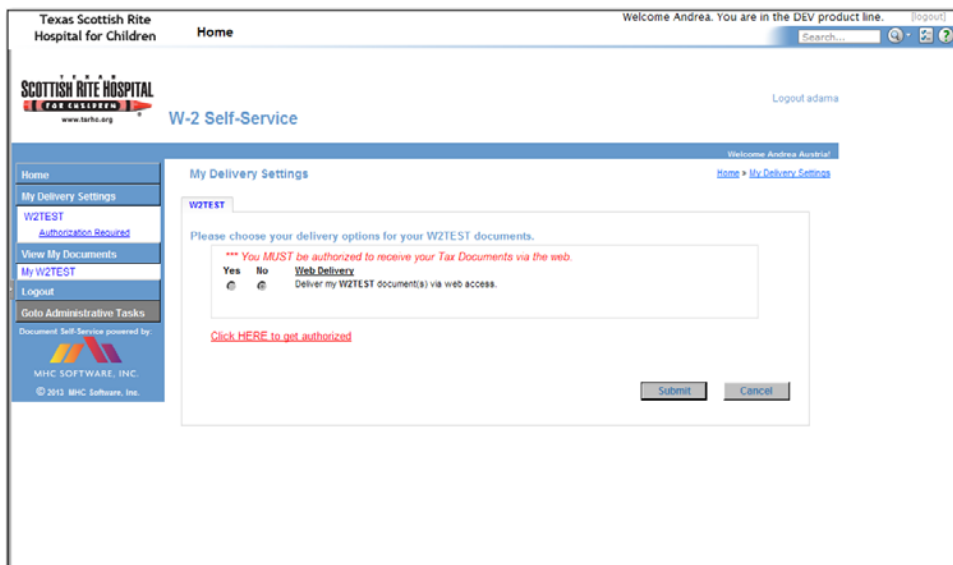 Texas Scottish Rite
Hospital for Children
Home
Welcome Andrea. You are in the DEV product line. [logout]
Search...
TEXAS
SCOTTISH RITE HOSPITAL
FOR CHILDREN
www.tsrhc.org
W-2 Self-Service
Logout adama
Welcome Andrea Austria!
Home
My Delivery Settings
W2TEST
Authorization Required
View My Documents
My W2TEST
Logout
Goto Administrative Tasks
Document Self-Service powered by:
MHC SOFTWARE, INC.
© 2013 MHC Software, Inc.
My Delivery Settings
Home » My Delivery Settings
W2TEST
Please choose your delivery options for your W2TEST documents.
*** You MUST be authorized to receive your Tax Documents via the web.
Yes No Web Delivery
Deliver my W2TEST document(s) via web access.
Click HERE to get authorized
Submit Cancel